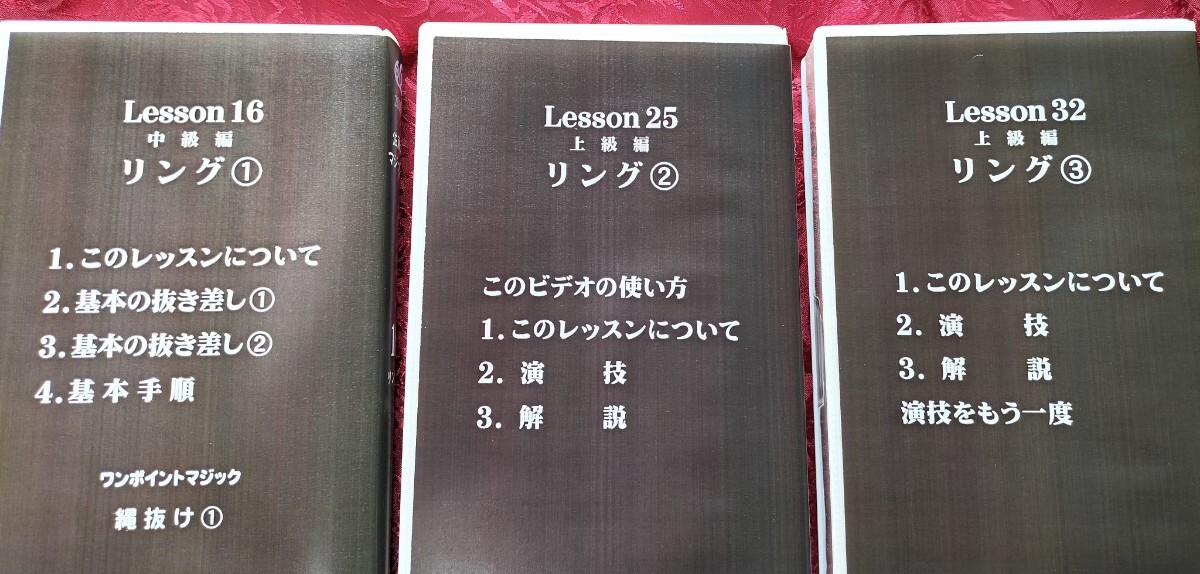 Lesson 16
中級編
リング①
1.このレッスンについて
2.基本の抜き差し①
3.基本の抜き差し②
4.基本手順
ワンポイントマジック
縄抜け①
Lesson 25
上級編
リング②
このビデオの使い方
1.このレッスンについて
2.演技
3.解説
Lesson 32
上級編
リング③
1.このレッスンについて
2.演技
3.解説
演技をもう一度